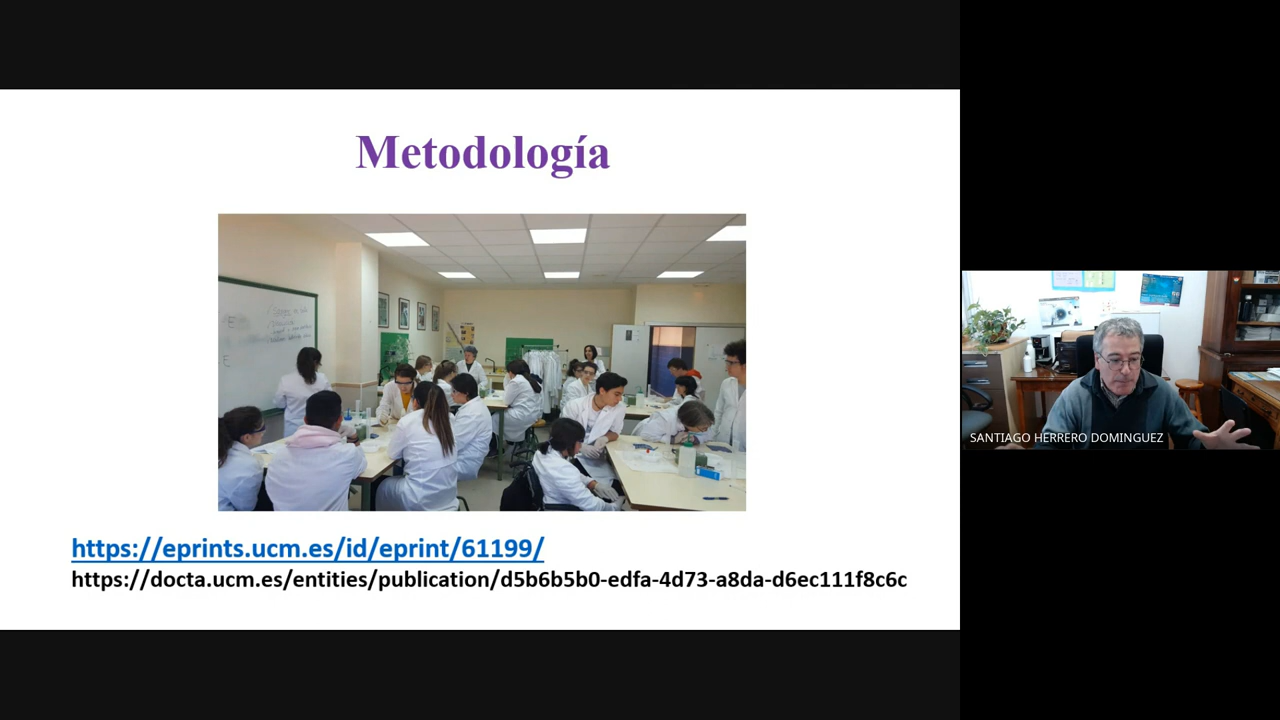 Metodología
https://eprints.ucm.es/id/eprint/61199/
https://docta.ucm.es/entities/publication/d5b6b5b0-edfa-4d73-a8da-d6ec111f8c6c
SANTIAGO HERRERO DOMINGUEZ